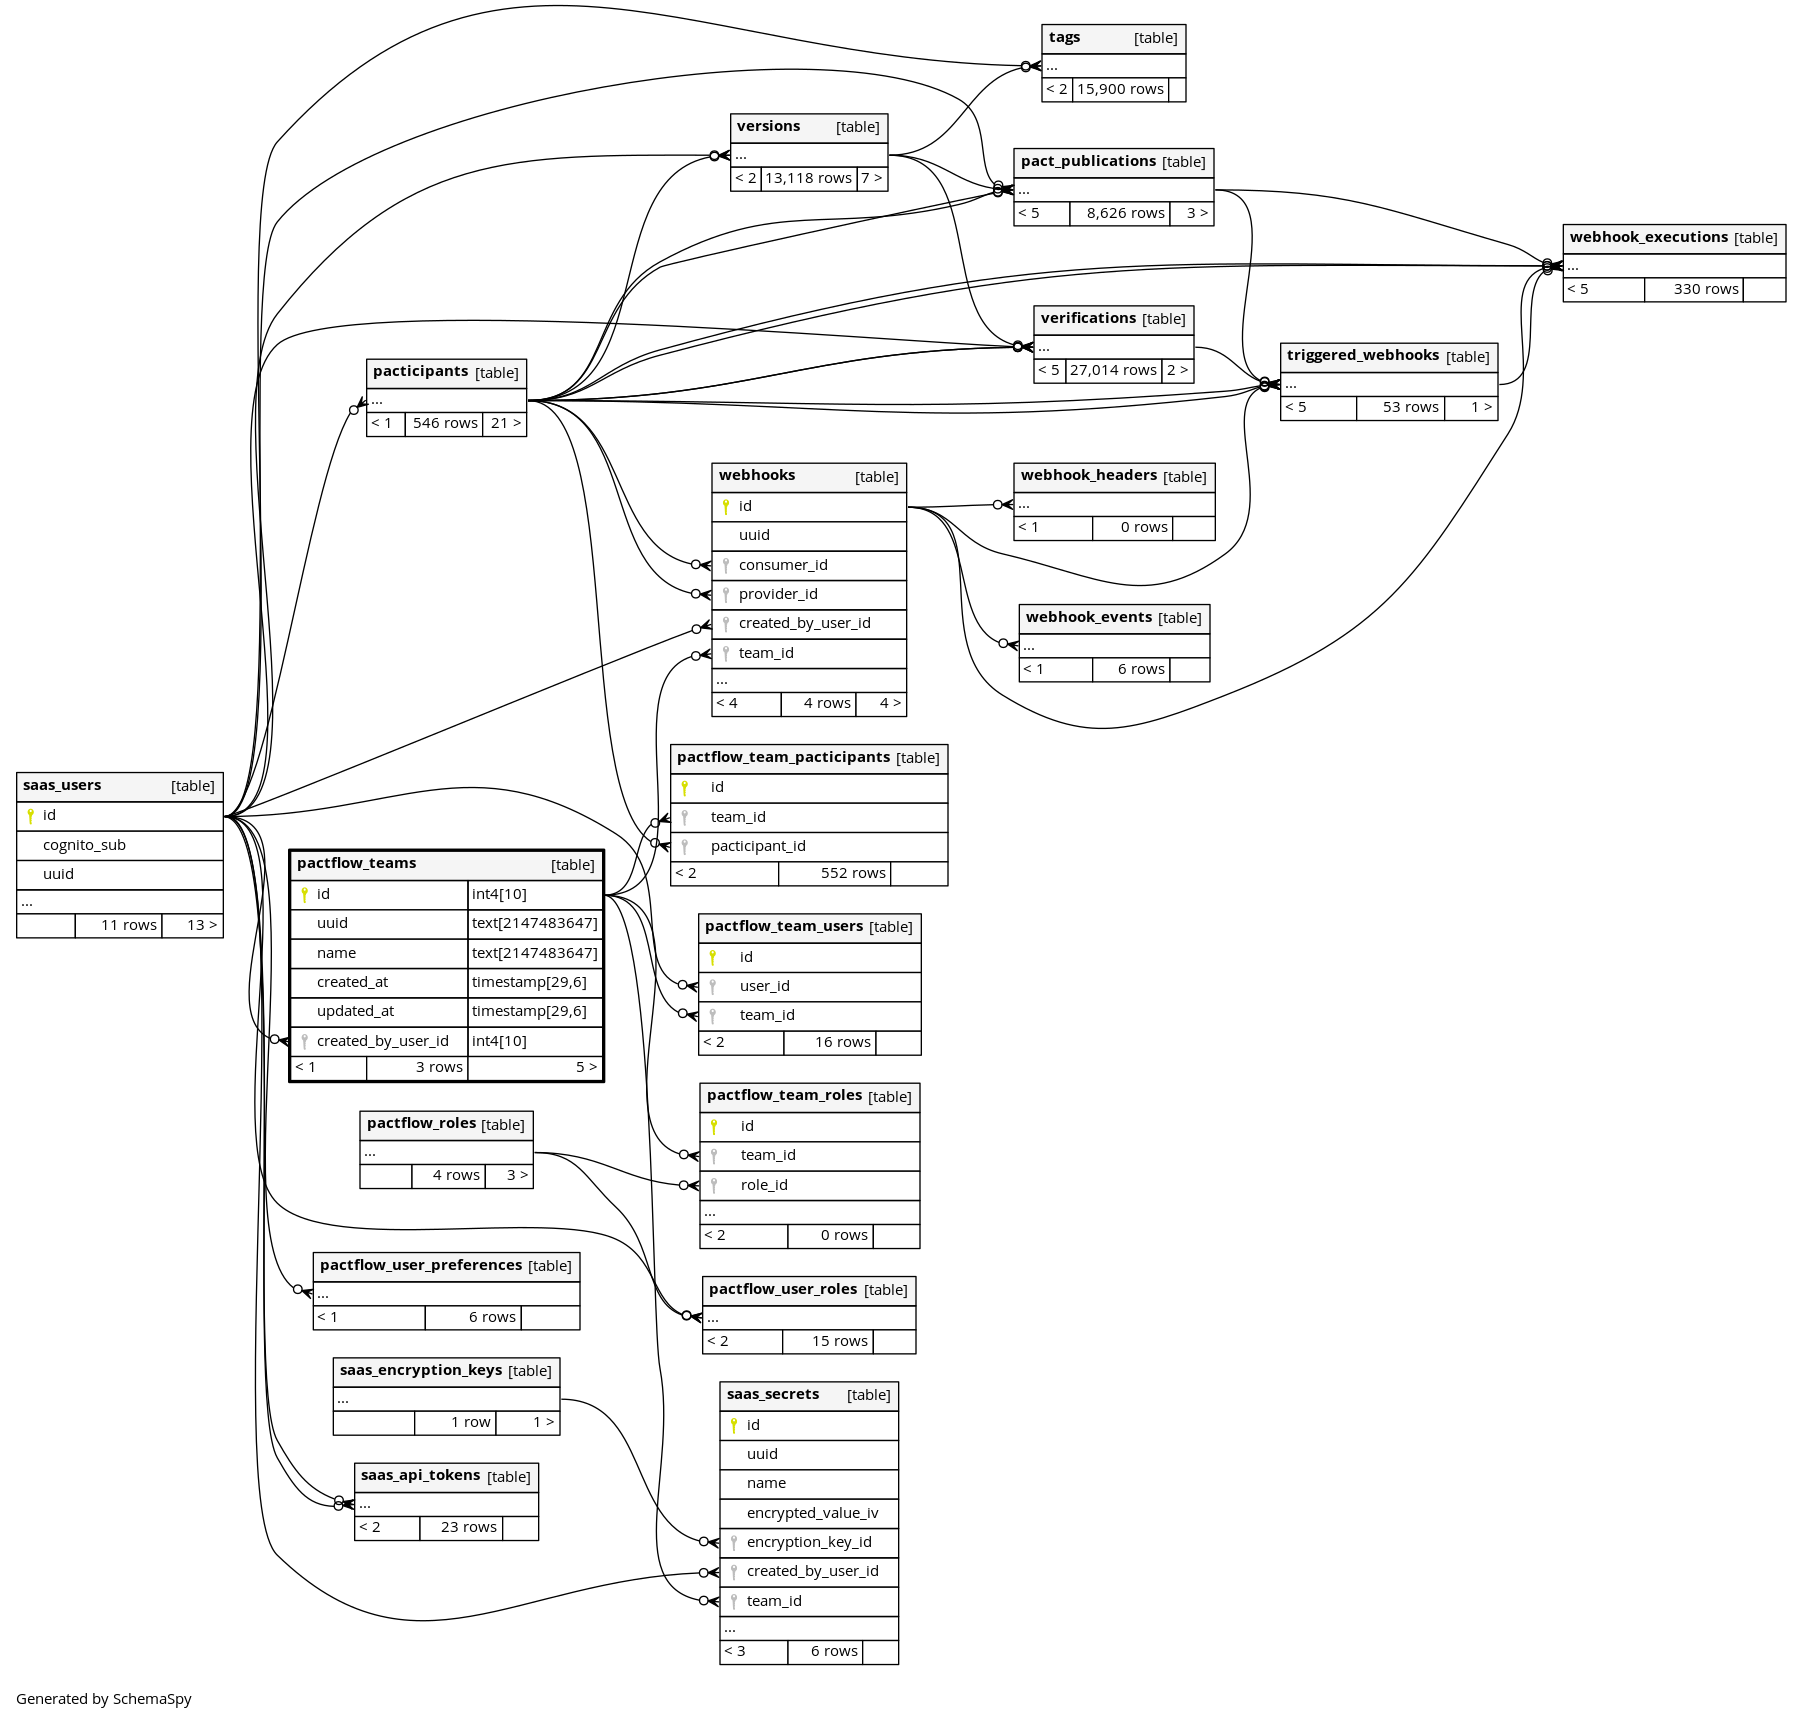 tags [table]
...
< 2 15,900 rows
versions [table]
...
< 2 13,118 rows 7 >
pact_publications [table]
...
< 5 8,626 rows 3 >
webhook_executions [table]
...
< 5 330 rows
verifications [table]
...
< 5 27,014 rows 2 >
triggered_webhooks [table]
...
< 5 53 rows 1 >
pacticipants [table]
...
< 1 546 rows 21 >
webhooks [table]
id
uuid
consumer_id
provider_id
created_by_user_id
team_id
...
< 4 4 rows 4 >
webhook_headers [table]
...
< 1 0 rows
webhook_events [table]
...
< 1 6 rows
pactflow_team_pacticipants [table]
id
team_id
pacticipant_id
< 2 552 rows
saas_users [table]
id
cognito_sub
uuid
...
11 rows 13 >
pactflow_teams [table]
id int4[10]
uuid text[2147483647]
name text[2147483647]
created_at timestamp[29,6]
updated_at timestamp[29,6]
created_by_user_id int4[10]
< 1 3 rows 5 >
pactflow_team_users [table]
id
user_id
team_id
< 2 16 rows
pactflow_team_roles [table]
id
team_id
role_id
...
< 2 0 rows
pactflow_roles [table]
...
4 rows 3 >
pactflow_user_preferences [table]
...
< 1 6 rows
pactflow_user_roles [table]
...
< 2 15 rows
saas_encryption_keys [table]
...
1 row 1 >
saas_secrets [table]
id
uuid
name
encrypted_value_iv
encryption_key_id
created_by_user_id
team_id
...
< 3 6 rows
saas_api_tokens [table]
...
< 2 23 rows
Generated by SchemaSpy